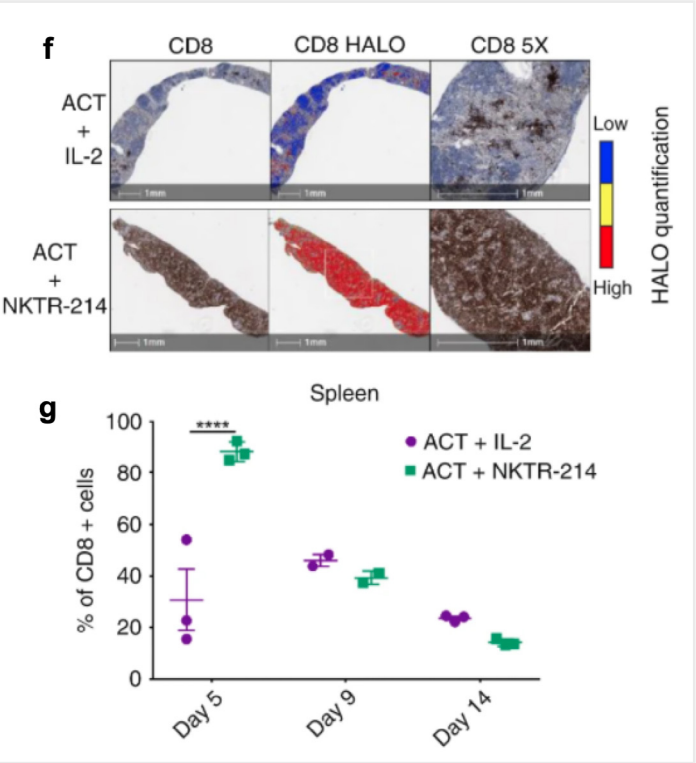 f
CD8 CD8 HALO CD8 5X
ACT
+
IL-2
1mm 1mm 1mm
ACT
+
NKTR-214
1mm 1mm 1mm
Low
High
HALO quantification
g
Spleen
% of CD8 + cells
100
80
60
40
20
0
****
ACT + IL-2
ACT + NKTR-214
Day 5 Day 9 Day 14